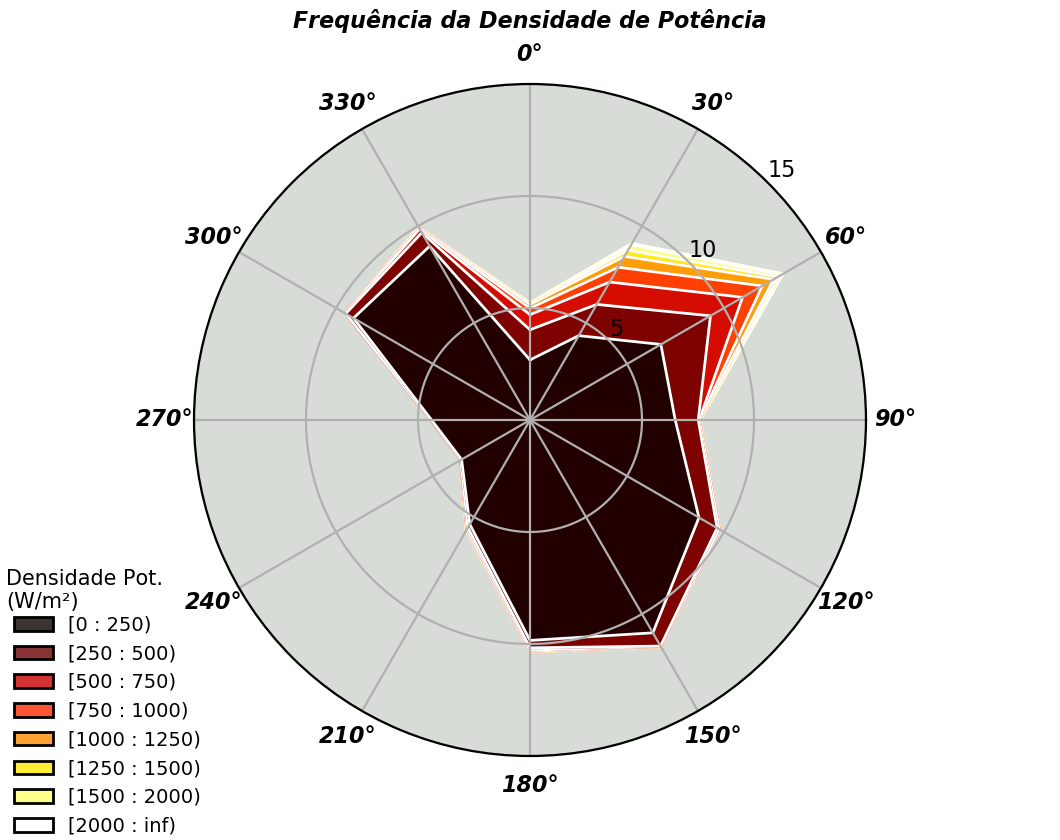 Frequência da Densidade de Potência
0°
330°
30°
15
300°
60°
10
5
270°
90°
240°
120°
210°
150°
180°
Densidade Pot.
(W/m²)
[0 : 250)
[250 : 500)
[500 : 750)
[750 : 1000)
[1000 : 1250)
[1250 : 1500)
[1500 : 2000)
[2000 : inf)